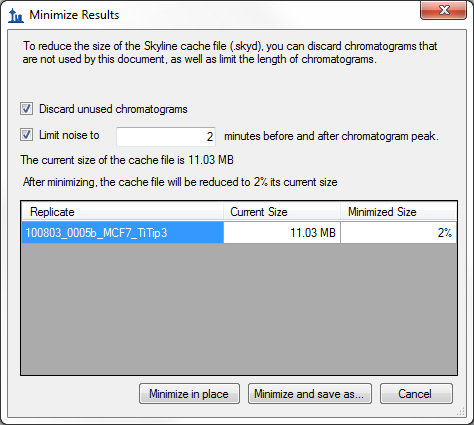 Minimize Results
To reduce the size of the Skyline cache file (.skyd), you can discard chromatograms that
are not used by this document, as well as limit the length of chromatograms.
Discard unused chromatograms
Limit noise to 2 minutes before and after chromatogram peak.
The current size of the cache file is 11.03 MB
After minimizing, the cache file will be reduced to 2% its current size
Replicate Current Size Minimized Size
100803_0005b_MCF7_TiTip3 11.03 MB 2%
Minimize in place Minimize and save as... Cancel